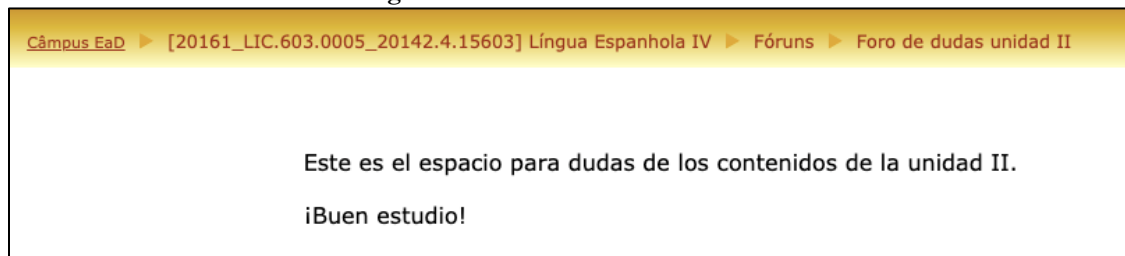 Câmpus EaD ▶ [20161_LIC.603.0005_20142.4.15603] Língua Espanhola IV ▶ Fóruns ▶ Foro de dudas unidad II
Este es el espacio para dudas de los contenidos de la unidad II.
¡Buen estudio!